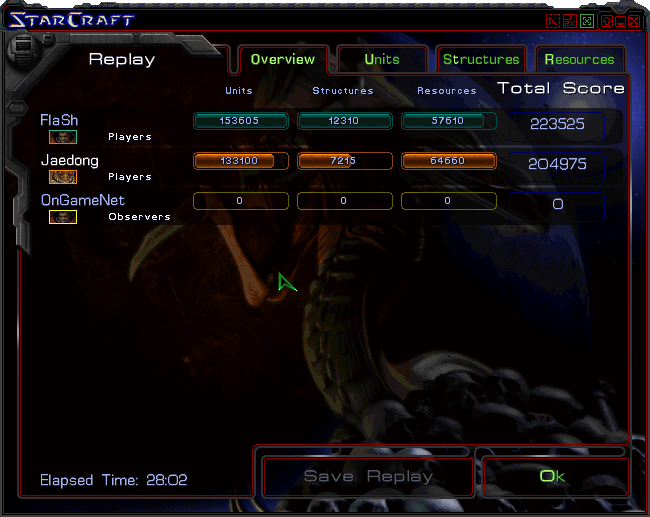 StarCraft
Replay
Overview
Units
Structures
Resources
Units Structures Resources Total Score
FlaSh 153605 12310 57610 223525
Players
Jaedong 133100 7215 64660 204975
Players
OnGameNet 0 0 0 0
Observers
Elapsed Time: 28:02
Save Replay
Ok